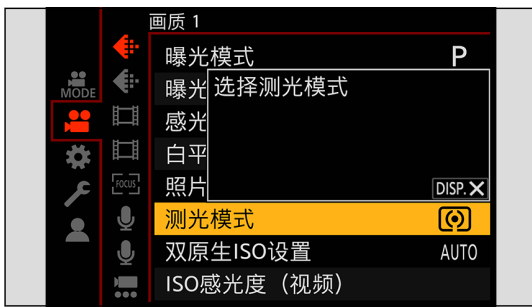 画质 1
曝光模式 P
MODE
曝光
选择测光模式
感光
白平
FOCUS
照片
DISP.
测光模式
双原生ISO设置 AUTO
ISO感光度（视频）